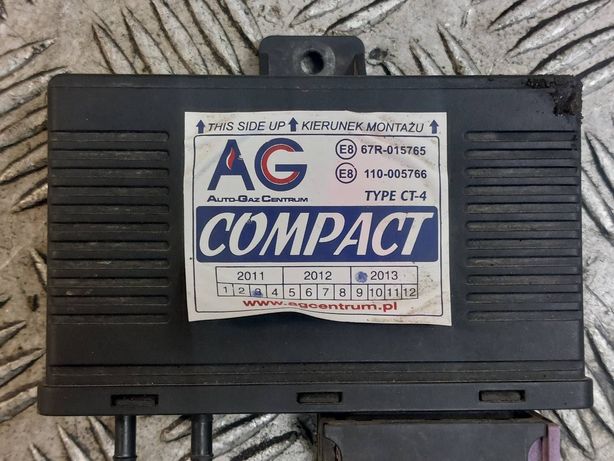 THIS SIDE UP KIERUNEK MONTAŻU
AG
AUTO-GAZ CENTRUM
E8 67R-015765
E8 110-005766
TYPE CT-4
COMPACT
2011 2012 2013
1 2 3 4 5 6 7 8 9 10 11 12
www.agcentrum.pl